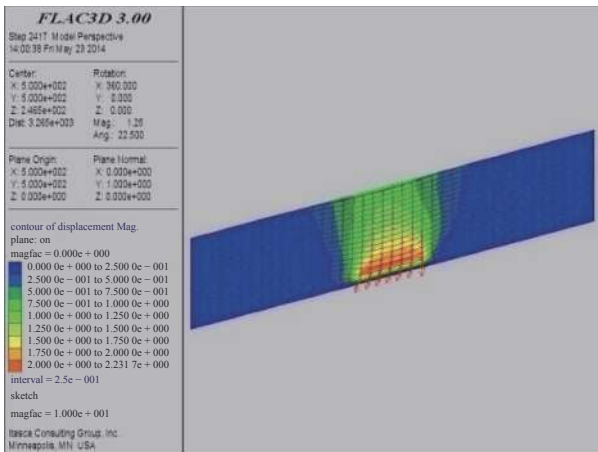 FLAC3D 3.00
Step 2417 Model Perspective
14:00:38 Fri May 23 2014
Center:
X: 5.000e+002
Y: 5.000e+002
Z: 2.465e+002
Dist: 3.265e+003
Rotation:
X: 360.000
Y: 0.000
Z: 0.000
Mag.: 1.25
Ang.: 22.500
Plane Origin:
X: 5.000e+002
Y: 5.000e+002
Z: 0.000e+000
Plane Normal:
X: 0.000e+000
Y: 1.000e+000
Z: 0.000e+000
contour of displacement Mag.
plane: on
magfac = 0.000e + 000
0.000 0e + 000 to 2.500 0e − 001
2.500 0e − 001 to 5.000 0e − 001
5.000 0e − 001 to 7.500 0e − 001
7.500 0e − 001 to 1.000 0e + 000
1.000 0e + 000 to 1.250 0e + 000
1.250 0e + 000 to 1.500 0e + 000
1.500 0e + 000 to 1.750 0e + 000
1.750 0e + 000 to 2.000 0e + 000
2.000 0e + 000 to 2.231 7e + 000
interval = 2.5e − 001
sketch
magfac = 1.000e + 001
Itasca Consulting Group, Inc.
Minneapolis, MN USA